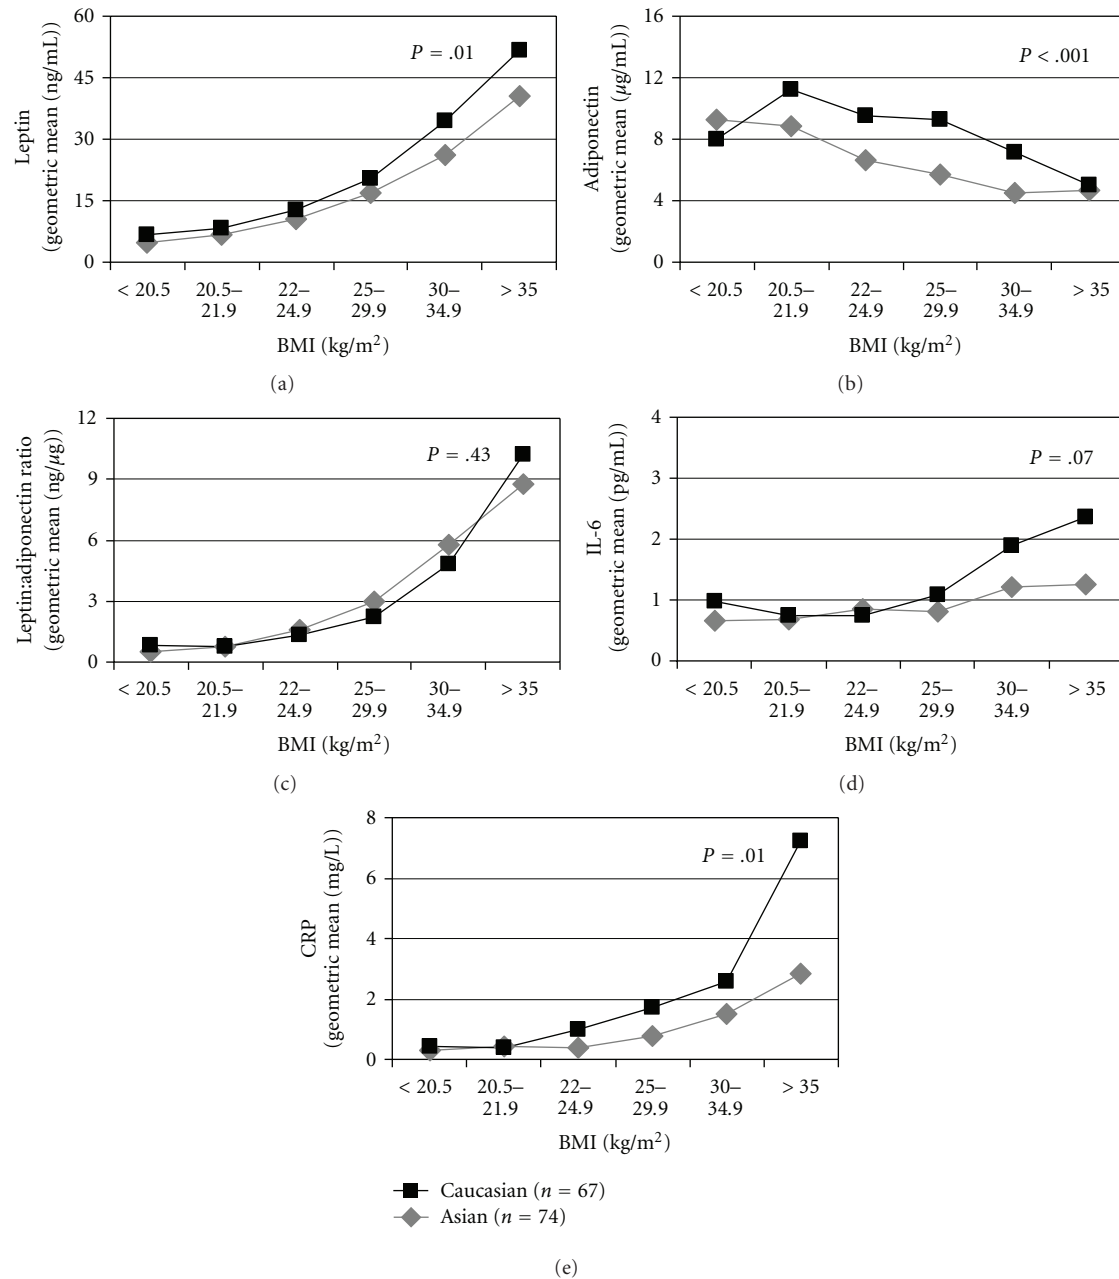 60
45
30
15
0
Leptin
(geometric mean (ng/mL))
P = .01
< 20.5
20.5–
21.9
22–
24.9
25–
29.9
30–
34.9
> 35
BMI (kg/m²)
(a)
16
12
8
4
0
Adiponectin
(geometric mean (µg/mL))
P < .001
< 20.5
20.5–
21.9
22–
24.9
25–
29.9
30–
34.9
> 35
BMI (kg/m²)
(b)
12
9
6
3
0
Leptin:adiponectin ratio
(geometric mean (ng/µg))
P = .43
< 20.5
20.5–
21.9
22–
24.9
25–
29.9
30–
34.9
> 35
BMI (kg/m²)
(c)
4
3
2
1
0
IL-6
(geometric mean (pg/mL))
P = .07
< 20.5
20.5–
21.9
22–
24.9
25–
29.9
30–
34.9
> 35
BMI (kg/m²)
(d)
8
6
4
2
0
CRP
(geometric mean (mg/L))
P = .01
< 20.5
20.5–
21.9
22–
24.9
25–
29.9
30–
34.9
> 35
BMI (kg/m²)
Caucasian (n = 67)
Asian (n = 74)
(e)